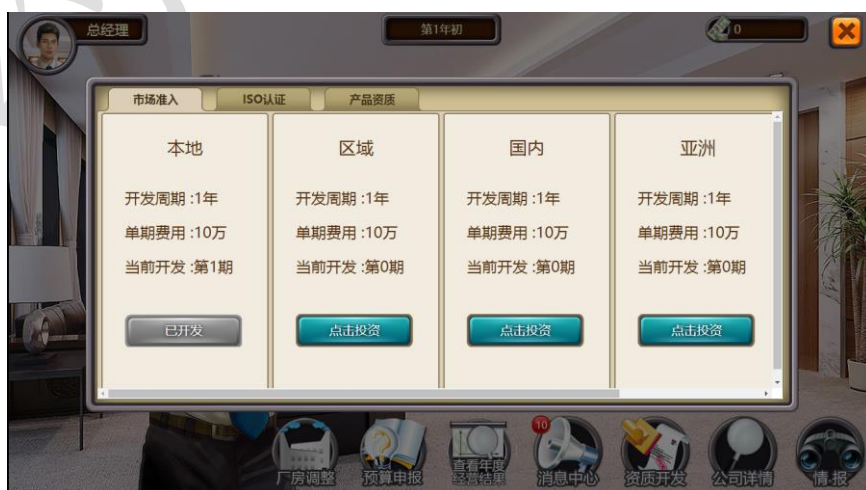 总经理
第1年初
0
市场准入
ISO认证
产品资质
本地
开发周期 :1年
单期费用 :10万
当前开发 :第1期
已开发
区域
开发周期 :1年
单期费用 :10万
当前开发 :第0期
点击投资
国内
开发周期 :1年
单期费用 :10万
当前开发 :第0期
点击投资
亚洲
开发周期 :1年
单期费用 :10万
当前开发 :第0期
点击投资
厂房调整
预算申报
查看年度
经营结果
10
消息中心
资质开发
公司详情
情.报